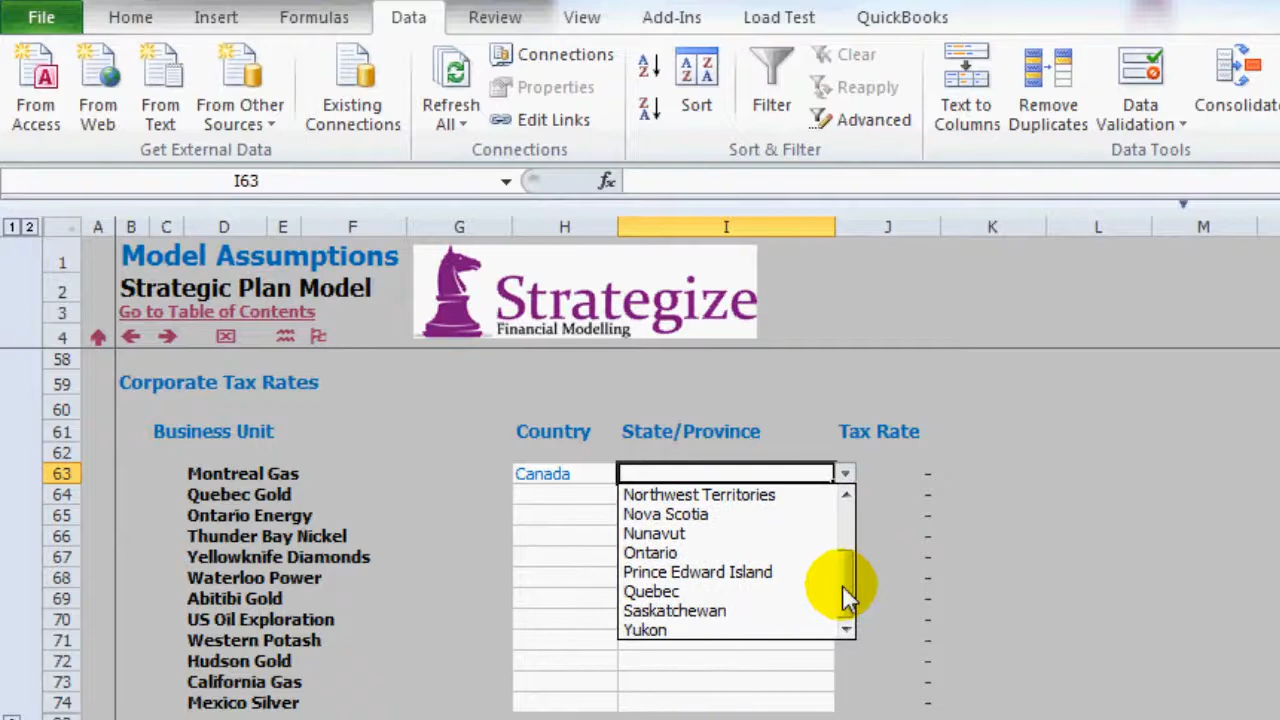 File Home Insert Formulas Data Review View Add-Ins Load Test QuickBooks
From Access
From Web
From Text
From Other Sources
Existing Connections
Refresh All
Connections
Properties
Edit Links
A Z
Z A
A Z
Z A
Sort
Filter
Clear
Reapply
Advanced
Text to Columns
Remove Duplicates
Data Validation
Consolidat
Get External Data Connections Sort & Filter Data Tools
I63 fx
1 2 A B C D E F G H I J K L M
1 Model Assumptions
2 Strategic Plan Model
3 Go to Table of Contents
4
Strategize
Financial Modelling
58
59 Corporate Tax Rates
60
61 Business Unit Country State/Province Tax Rate
62
63 Montreal Gas Canada -
64 Quebec Gold Northwest Territories -
65 Ontario Energy Nova Scotia -
66 Thunder Bay Nickel Nunavut -
67 Yellowknife Diamonds Ontario -
68 Waterloo Power Prince Edward Island -
69 Abitibi Gold Quebec -
70 US Oil Exploration Saskatchewan -
71 Western Potash Yukon -
72 Hudson Gold -
73 California Gas -
74 Mexico Silver -